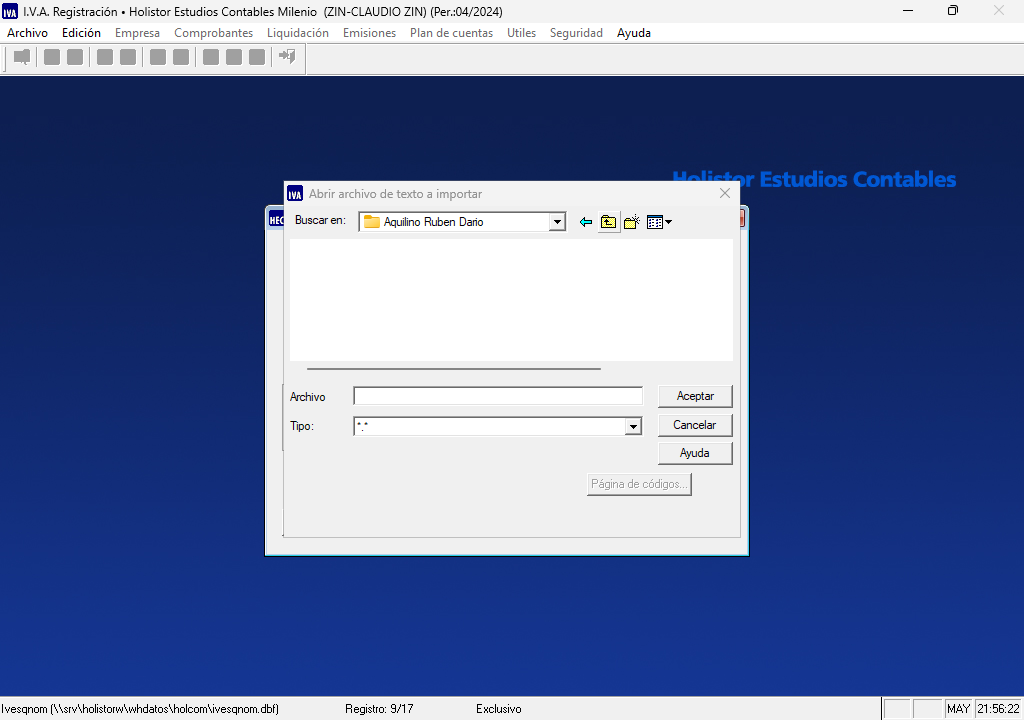 IVA I.V.A. Registración • Holistor Estudios Contables Milenio (ZIN-CLAUDIO ZIN) (Per.:04/2024)
Archivo Edición Empresa Comprobantes Liquidación Emisiones Plan de cuentas Utiles Seguridad Ayuda
Holistor Estudios Contables
IVA Abrir archivo de texto a importar
Buscar en: Aquilino Ruben Dario
Archivo Aceptar
Tipo: *.* Cancelar
Ayuda
Página de códigos...
Ivesqnom (\\srv\holistorw\whdatos\holcom\ivesqnom.dbf) Registro: 9/17 Exclusivo MAY 21:56:22